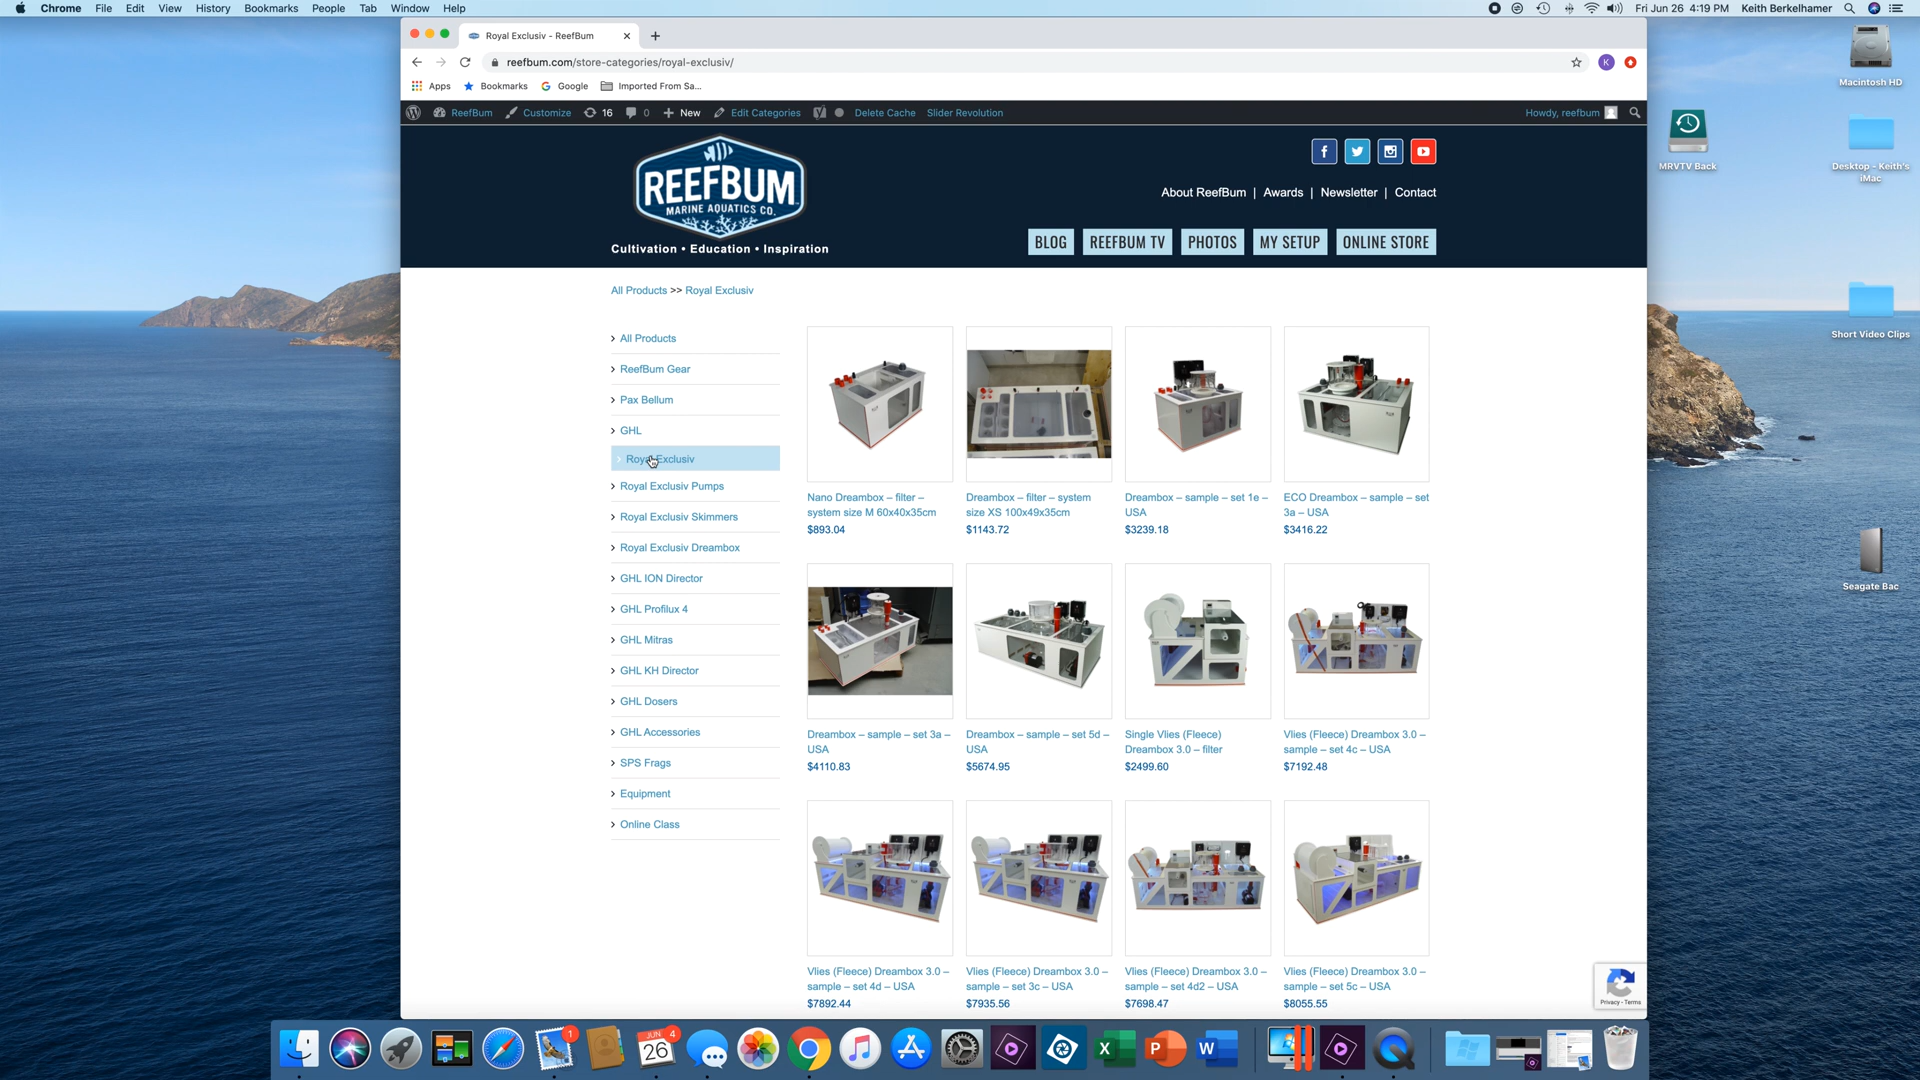 Chrome File Edit View History Bookmarks People Tab Window Help
Fri Jun 26 4:19 PM Keith Berkelhamer
Royal Exclusiv - ReefBum
reefbum.com/store-categories/royal-exclusiv/
K
Apps Bookmarks Google Imported From Sa...
ReefBum Customize 16 0 New Edit Categories Delete Cache Slider Revolution
Howdy, reefbum
Macintosh HD
MRVTV Back
Desktop - Keith's
iMac
Short Video Clips
Seagate Bac
REEFBUM
MARINE AQUATICS CO.
Cultivation • Education • Inspiration
About ReefBum | Awards | Newsletter | Contact
BLOG REEFBUM TV PHOTOS MY SETUP ONLINE STORE
All Products >> Royal Exclusiv
All Products
ReefBum Gear
Pax Bellum
GHL
Royal Exclusiv
Royal Exclusiv Pumps
Royal Exclusiv Skimmers
Royal Exclusiv Dreambox
GHL ION Director
GHL Profilux 4
GHL Mitras
GHL KH Director
GHL Dosers
GHL Accessories
SPS Frags
Equipment
Online Class
Nano Dreambox – filter –
system size M 60x40x35cm
$893.04
Dreambox – filter – system
size XS 100x49x35cm
$1143.72
Dreambox – sample – set 1e –
USA
$3239.18
ECO Dreambox – sample – set
3a – USA
$3416.22
Dreambox – sample – set 3a –
USA
$4110.83
Dreambox – sample – set 5d –
USA
$5674.95
Single Vlies (Fleece)
Dreambox 3.0 – filter
$2499.60
Vlies (Fleece) Dreambox 3.0 –
sample – set 4c – USA
$7192.48
Vlies (Fleece) Dreambox 3.0 –
sample – set 4d – USA
$7892.44
Vlies (Fleece) Dreambox 3.0 –
sample – set 3c – USA
$7935.56
Vlies (Fleece) Dreambox 3.0 –
sample – set 4d2 – USA
$7698.47
Vlies (Fleece) Dreambox 3.0 –
sample – set 5c – USA
$8055.55
Privacy - Terms
1
JUN 4
26
X P W